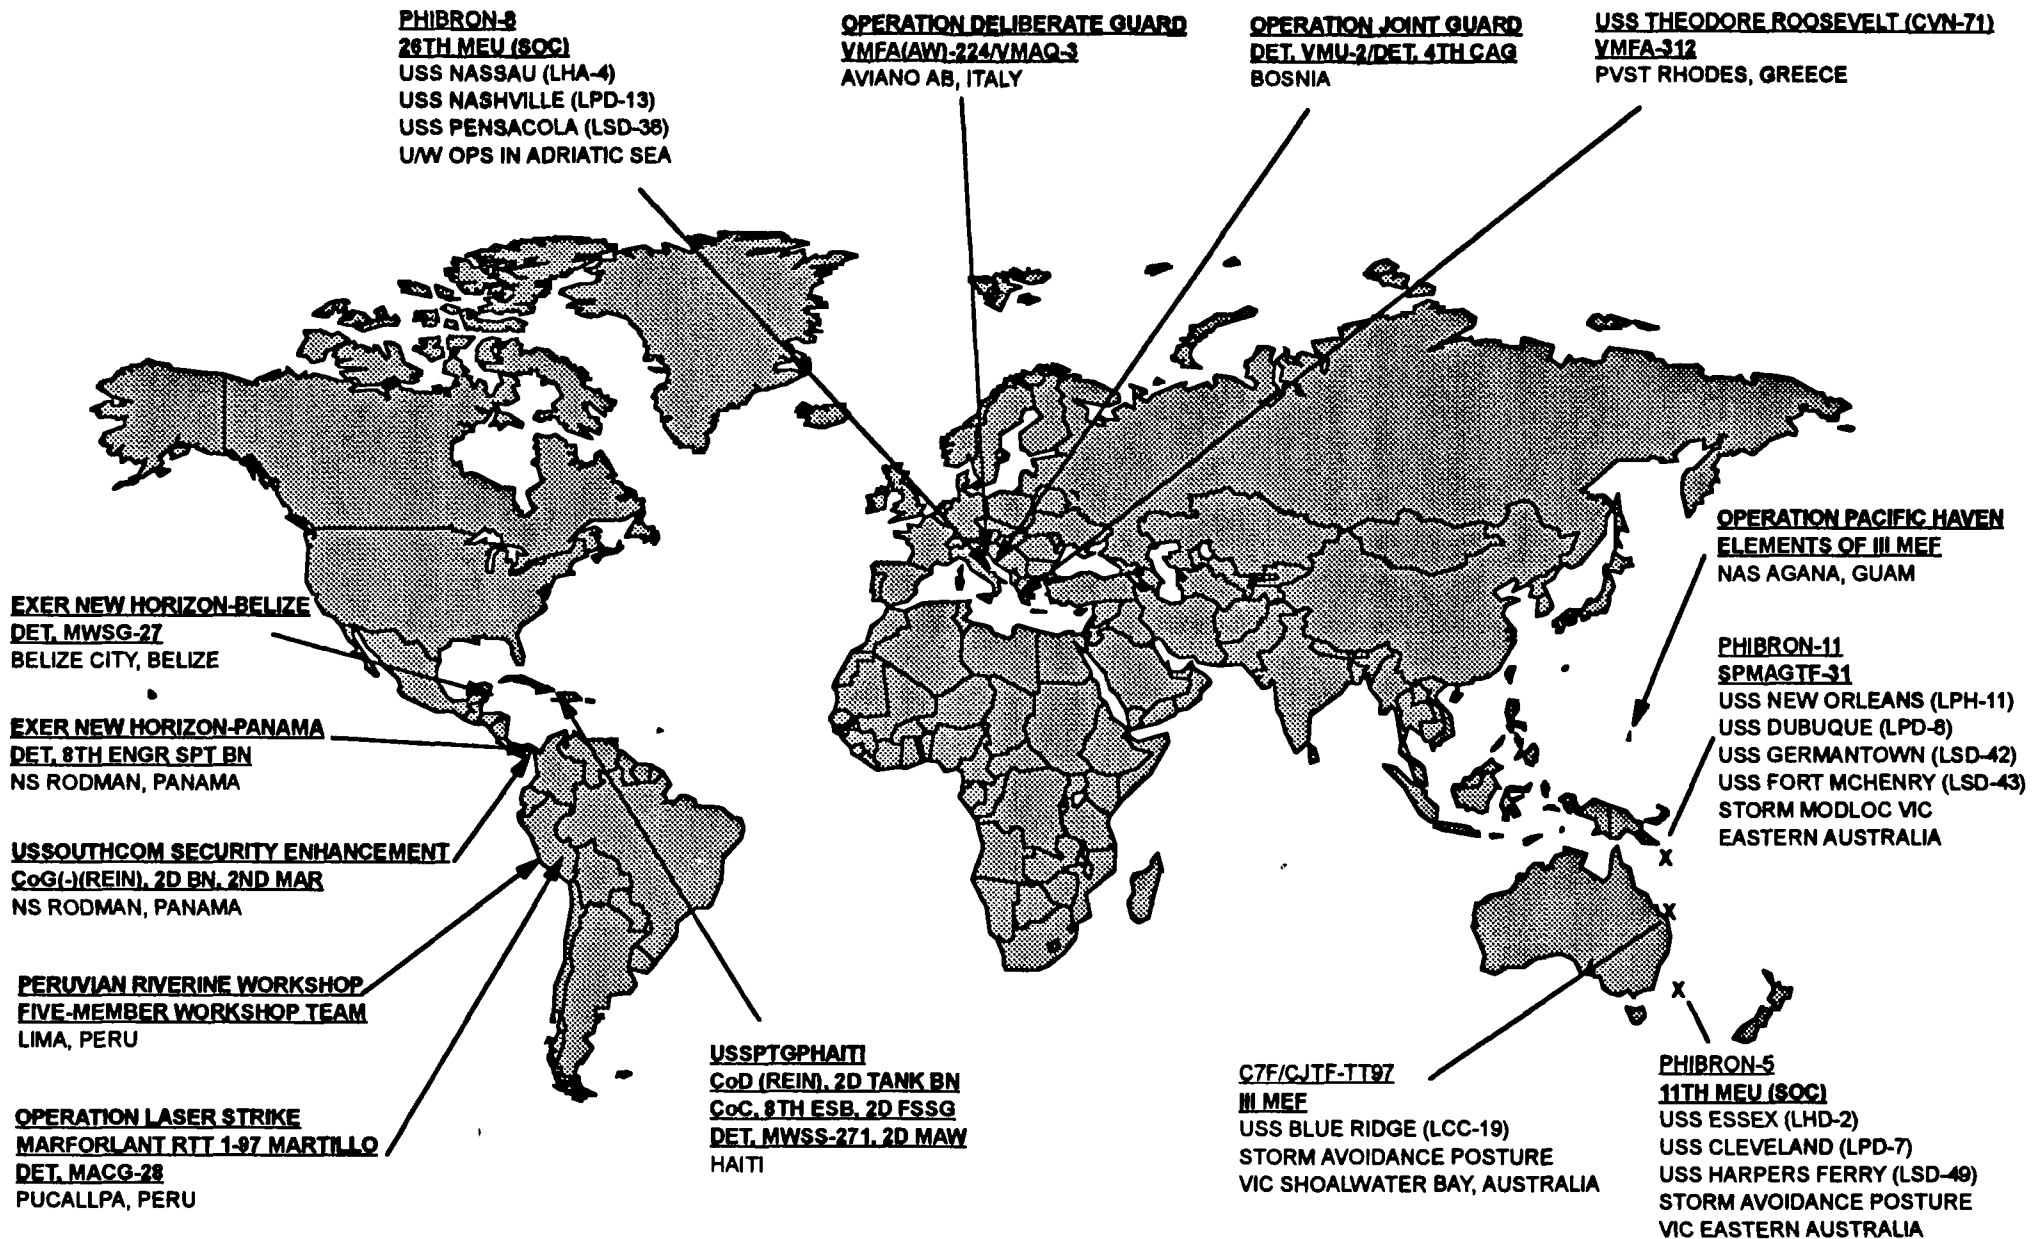 PHIBRON-8
26TH MEU (SOC)
USS NASSAU (LHA-4)
USS NASHVILLE (LPD-13)
USS PENSACOLA (LSD-38)
U/W OPS IN ADRIATIC SEA
OPERATION DELIBERATE GUARD
VMFA(AW)-224/VMAQ-3
AVIANO AB, ITALY
OPERATION JOINT GUARD
DET, VMU-2/DET, 4TH CAG
BOSNIA
USS THEODORE ROOSEVELT (CVN-71)
VMFA-312
PVST RHODES, GREECE
OPERATION PACIFIC HAVEN
ELEMENTS OF III MEF
NAS AGANA, GUAM
EXER NEW HORIZON-BELIZE
DET, MWSG-27
BELIZE CITY, BELIZE
PHIBRON-11
SPMAGTF-31
USS NEW ORLEANS (LPH-11)
USS DUBUQUE (LPD-8)
USS GERMANTOWN (LSD-42)
USS FORT MCHENRY (LSD-43)
STORM MODLOC VIC
EASTERN AUSTRALIA
EXER NEW HORIZON-PANAMA
DET, 8TH ENGR SPT BN
NS RODMAN, PANAMA
USSOUTHCOM SECURITY ENHANCEMENT
CoG(-)(REIN), 2D BN, 2ND MAR
NS RODMAN, PANAMA
X
X
X
PERUVIAN RIVERINE WORKSHOP
FIVE-MEMBER WORKSHOP TEAM
LIMA, PERU
OPERATION LASER STRIKE
MARFORLANT RTT 1-97 MARTILLO
DET, MACG-28
PUCALLPA, PERU
USSPTGPHAITI
CoD (REIN), 2D TANK BN
CoC, 8TH ESB, 2D FSSG
DET, MWSS-271, 2D MAW
HAITI
C7F/CJTF-TT97
III MEF
USS BLUE RIDGE (LCC-19)
STORM AVOIDANCE POSTURE
VIC SHOALWATER BAY, AUSTRALIA
PHIBRON-5
11TH MEU (SOC)
USS ESSEX (LHD-2)
USS CLEVELAND (LPD-7)
USS HARPERS FERRY (LSD-49)
STORM AVOIDANCE POSTURE
VIC EASTERN AUSTRALIA